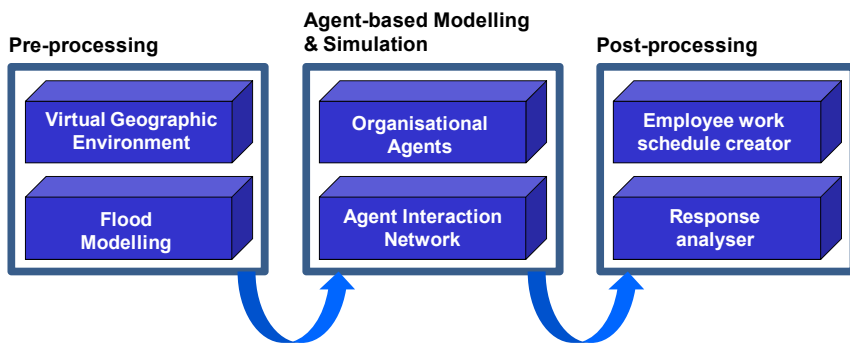 Pre-processing
Virtual Geographic
Environment
Flood
Modelling
Agent-based Modelling
& Simulation
Organisational
Agents
Agent Interaction
Network
Post-processing
Employee work
schedule creator
Response
analyser